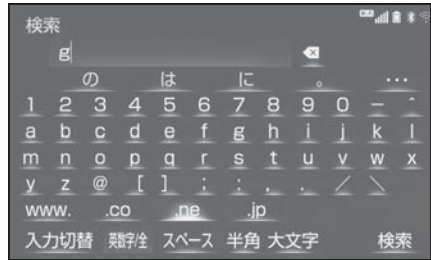 検索
g
の は に 。 …
1 2 3 4 5 6 7 8 9 0 - ^
a b c d e f g h i j k l
m n o p q r s t u v w x
y z @ [ ] ; : , . / \
www. .co .ne .jp
入力切替 英数字/全 スペース 半角 大文字 検索